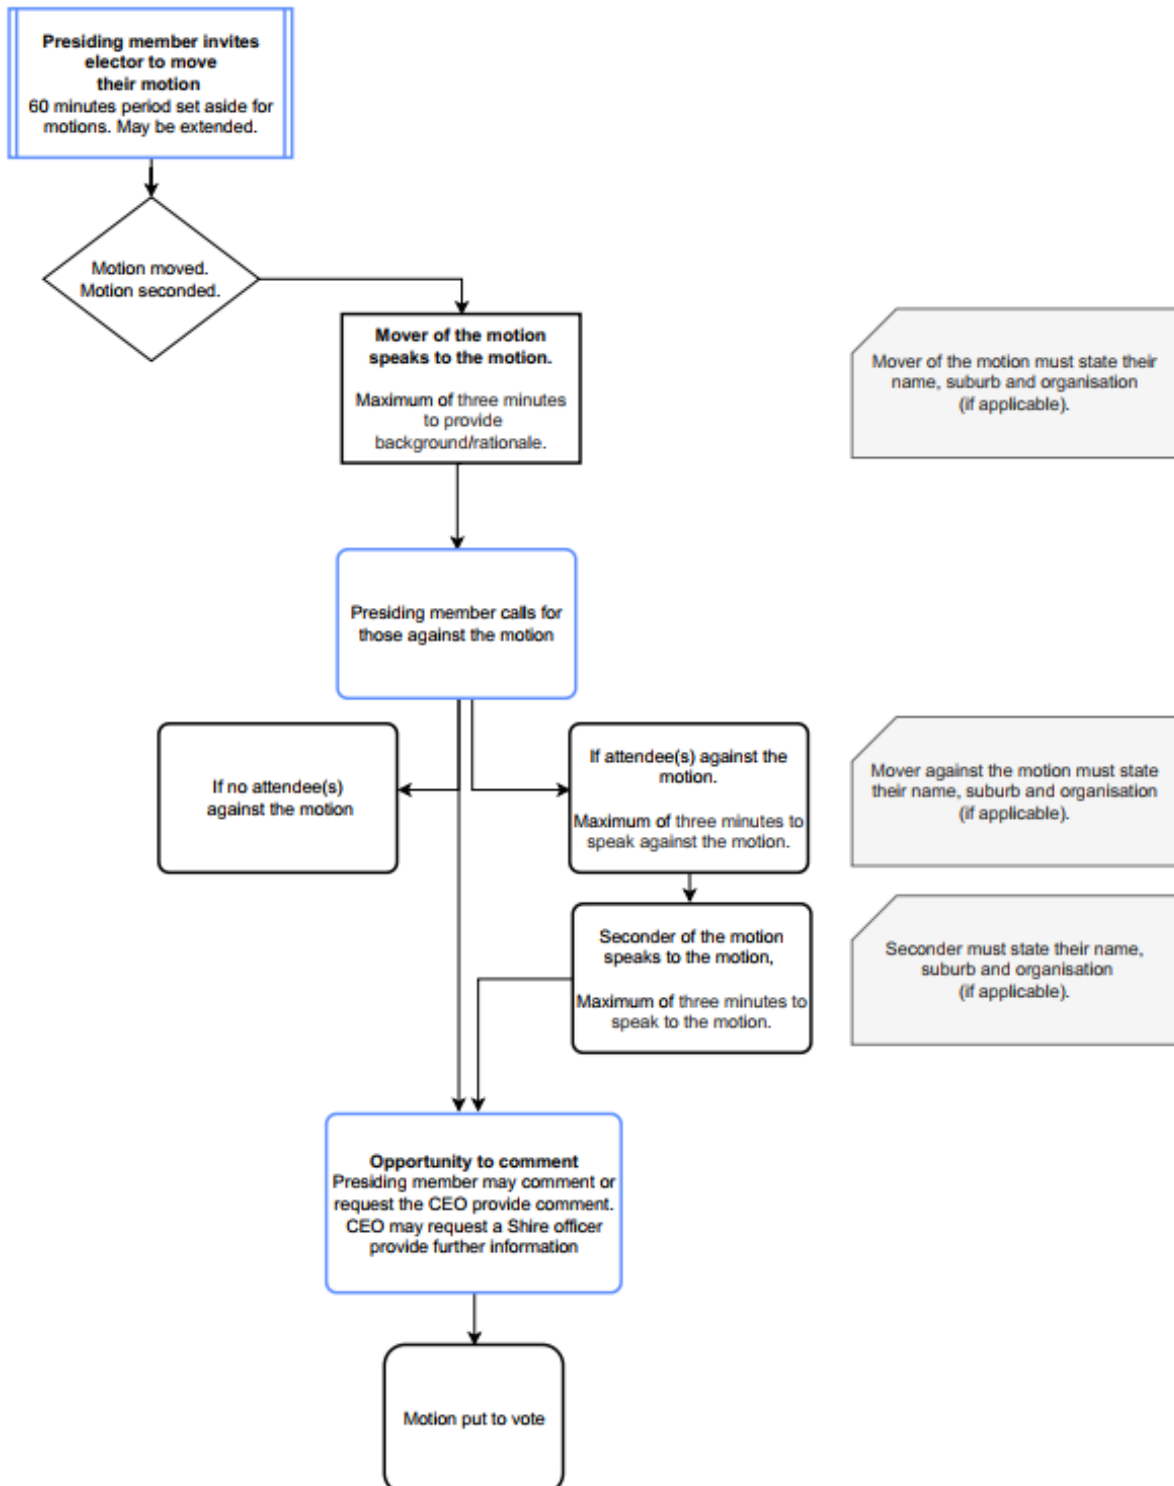 Presiding member invites
elector to move
their motion
60 minutes period set aside for
motions. May be extended.
Motion moved.
Motion seconded.
Mover of the motion
speaks to the motion.
Maximum of three minutes
to provide
background/rationale.
Mover of the motion must state their
name, suburb and organisation
(if applicable).
Presiding member calls for
those against the motion
If no attendee(s)
against the motion
If attendee(s) against the
motion.
Maximum of three minutes to
speak against the motion.
Mover against the motion must state
their name, suburb and organisation
(if applicable).
Seconder of the motion
speaks to the motion,
Maximum of three minutes to
speak to the motion.
Seconder must state their name,
suburb and organisation
(if applicable).
Opportunity to comment
Presiding member may comment or
request the CEO provide comment.
CEO may request a Shire officer
provide further information
Motion put to vote